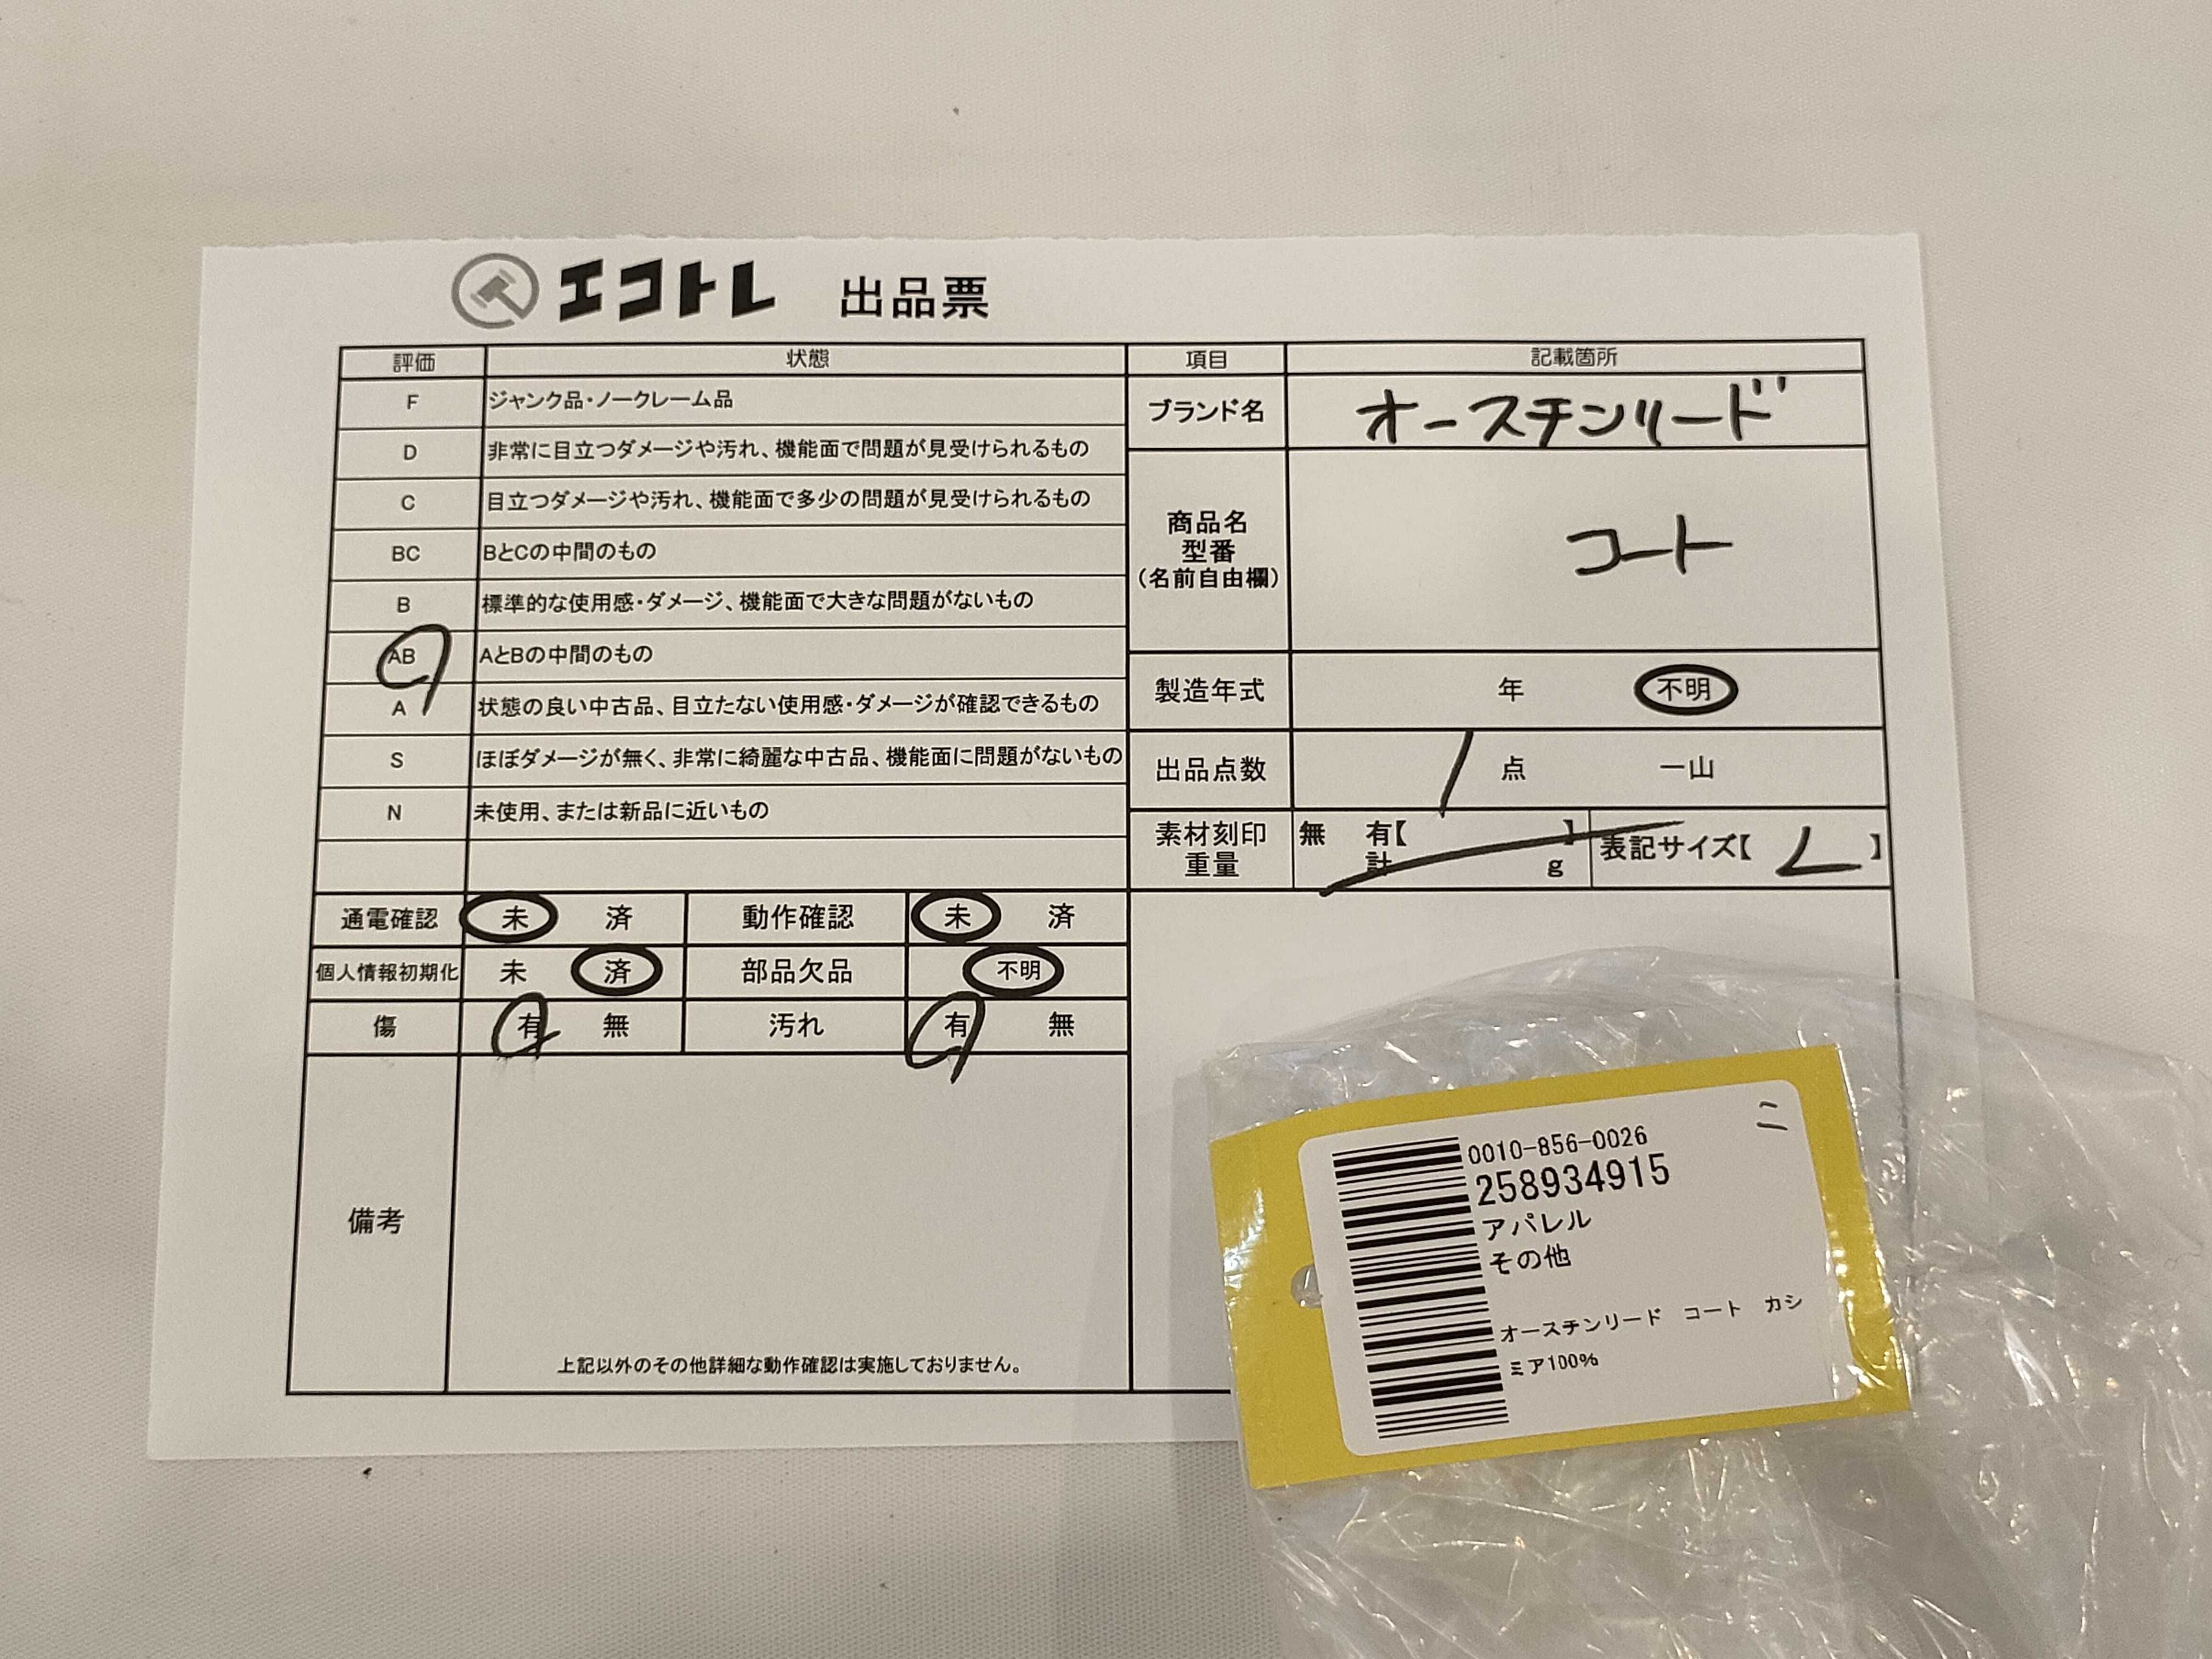 エコトレ 出品票
評価 状態 項目 記載箇所
F ジャンク品・ノークレーム品
D 非常に目立つダメージや汚れ、機能面で問題が見受けられるもの
C 目立つダメージや汚れ、機能面で多少の問題が見受けられるもの
BC BとCの中間のもの
B 標準的な使用感・ダメージ、機能面で大きな問題がないもの
AB AとBの中間のもの
A 状態の良い中古品、目立たない使用感・ダメージが確認できるもの
S ほぼダメージが無く、非常に綺麗な中古品、機能面に問題がないもの
N 未使用、または新品に近いもの
ブランド名 オースチンリード
商品名
型番
(名前自由欄)
コート
製造年式 年 不明
出品点数 1 点 一山
素材刻印 無 有【 】
重量 計 g
表記サイズ【 L 】
通電確認 未 済 動作確認 未 済
個人情報初期化 未 済 部品欠品 不明
傷 有 無 汚れ 有 無
備考
上記以外のその他詳細な動作確認は実施しておりません。
ニ
0010-856-0026
258934915
アパレル
その他
オースチンリード コート カシ
ミア100%